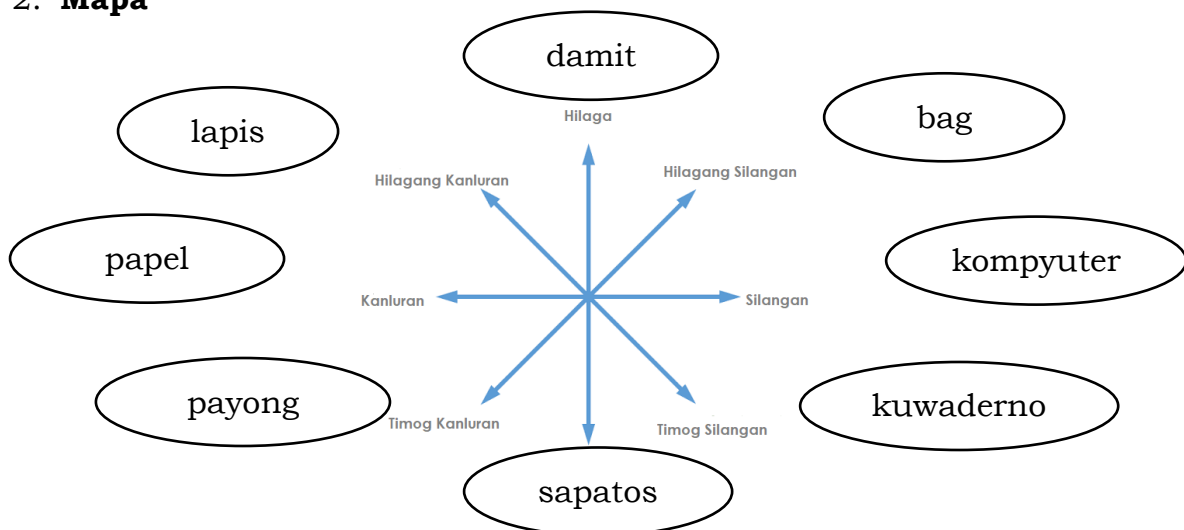 2. Mapa
damit
lapis
bag
Hilaga
Hilagang Kanluran
Hilagang Silangan
papel
kompyuter
Kanluran
Silangan
payong
kuwaderno
Timog Kanluran
Timog Silangan
sapatos